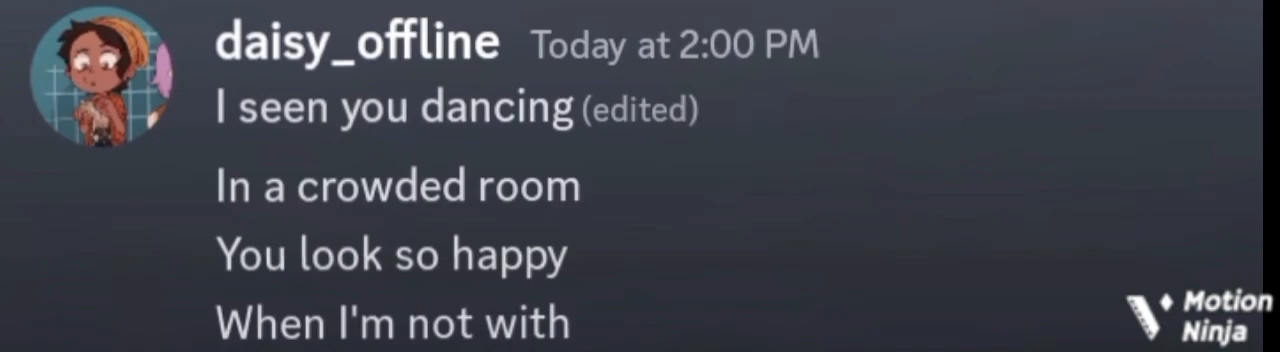 daisy_offline Today at 2:00 PM
I seen you dancing (edited)
In a crowded room
You look so happy
When I'm not with
Motion
Ninja